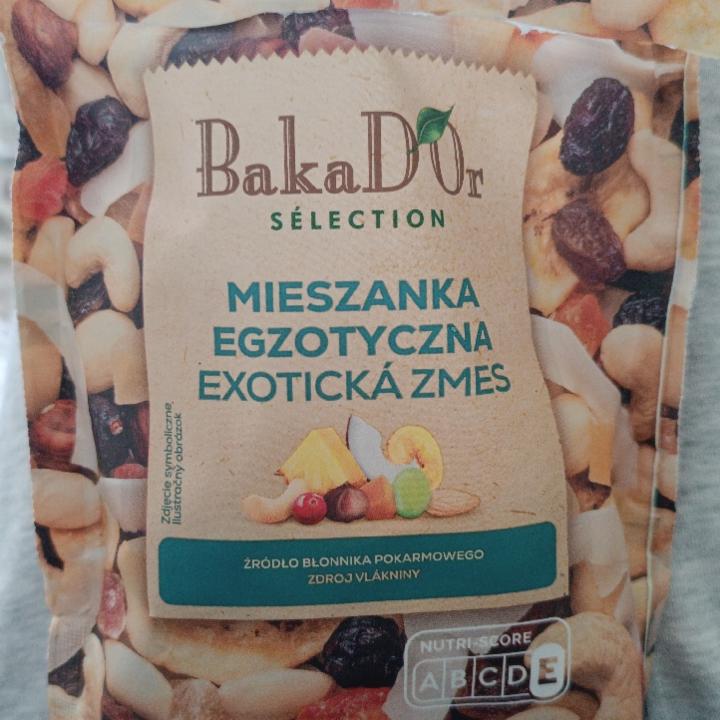 BakaD'Or
SÉLECTION
MIESZANKA
EGZOTYCZNA
EXOTICKÁ ZMES
Zdjęcie symboliczne
Ilustračný obrázok
ŹRÓDŁO BŁONNIKA POKARMOWEGO
ZDROJ VLÁKNINY
NUTRI-SCORE
A B C D E